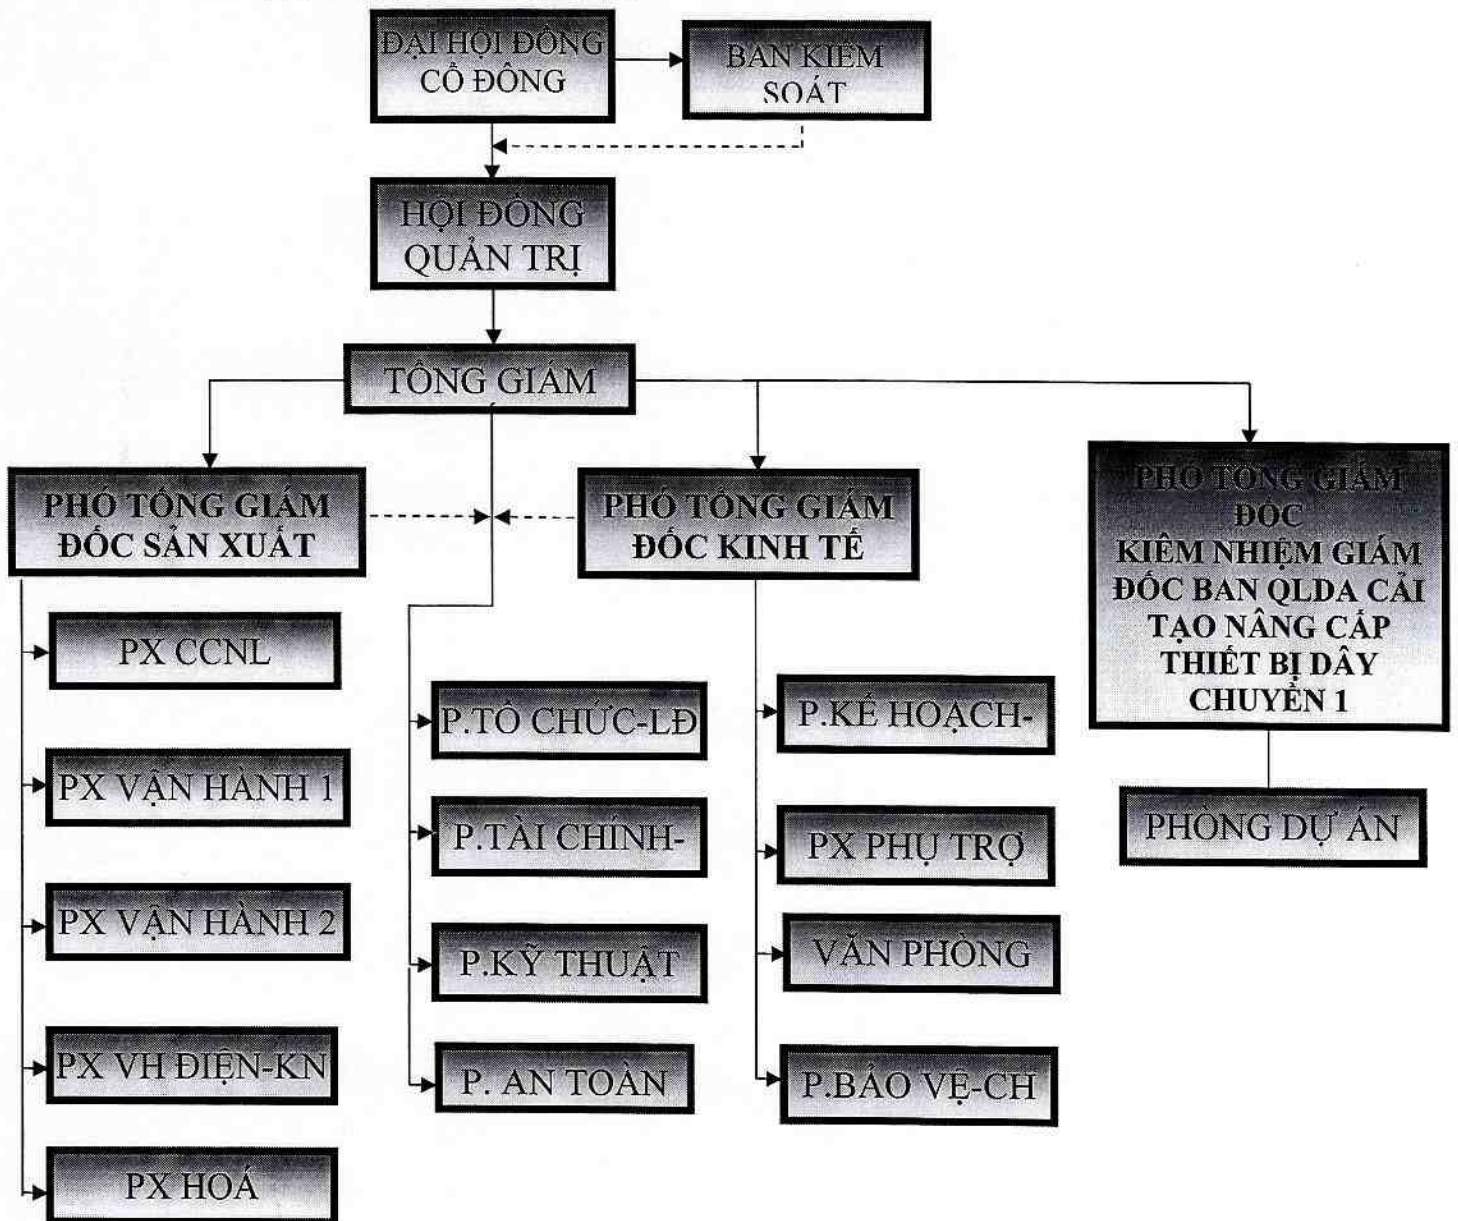 ĐẠI HỘI ĐỒNG
CỔ ĐÔNG
BAN KIỂM
SOÁT
HỘI ĐỒNG
QUẢN TRỊ
TỔNG GIÁM
PHÓ TỔNG GIÁM
ĐỐC SẢN XUẤT
PHÓ TỔNG GIÁM
ĐỐC KINH TẾ
PHÓ TỔNG GIÁM
ĐỐC
KIÊM NHIỆM GIÁM
ĐỐC BAN QLDA CẢI
TẠO NÂNG CẤP
THIẾT BỊ DÂY
CHUYỀN 1
PX CCNL
PX VẬN HÀNH 1
PX VẬN HÀNH 2
PX VH ĐIỆN-KN
PX HOÁ
P.TỔ CHỨC-LĐ
P.TÀI CHÍNH-
P.KỸ THUẬT
P. AN TOÀN
P.KẾ HOẠCH-
PX PHỤ TRỢ
VĂN PHÒNG
P.BẢO VỆ-CH
PHÒNG DỰ ÁN